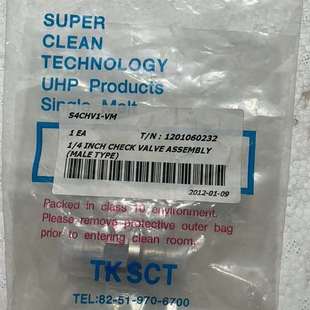 SUPER
CLEAN
TECHNOLOGY
UHP Products
Single Melt
S4CHV1-VM
1 EA T/N : 1201060232
1/4 INCH CHECK VALVE ASSEMBLY
(MALE TYPE)
2012-01-09
Packed in class 10 environment.
Please remove protective outer bag
prior to entering clean room.
TK SCT
TEL:82-51-970-6700